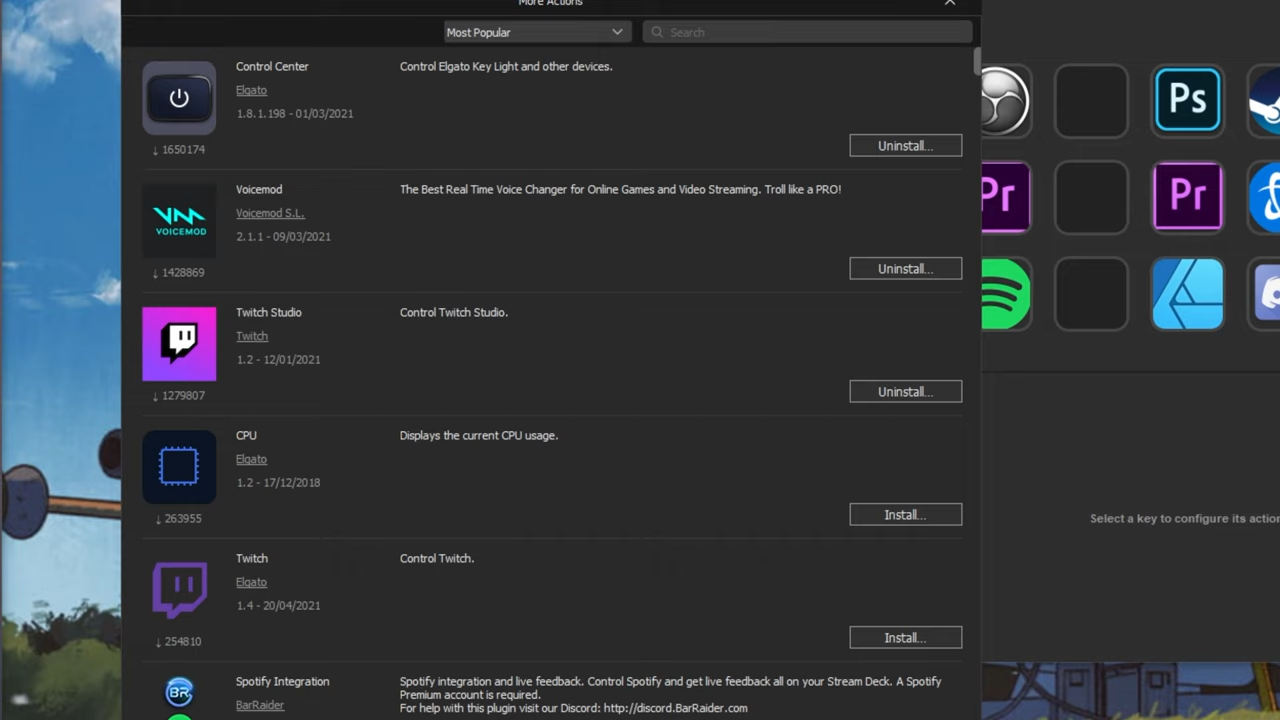 More Actions
Most Popular
Search
Control Center
Control Elgato Key Light and other devices.
Elgato
1.8.1.198 - 01/03/2021
Uninstall...
↓ 1650174
Voicemod
The Best Real Time Voice Changer for Online Games and Video Streaming. Troll like a PRO!
Voicemod S.L.
2.1.1 - 09/03/2021
VOICEMOD
Uninstall...
↓ 1428869
Twitch Studio
Control Twitch Studio.
Twitch
1.2 - 12/01/2021
Uninstall...
↓ 1279807
CPU
Displays the current CPU usage.
Elgato
1.2 - 17/12/2018
Install...
↓ 263955
Twitch
Control Twitch.
Elgato
1.4 - 20/04/2021
Install...
↓ 254810
Spotify Integration
Spotify integration and live feedback. Control Spotify and get live feedback all on your Stream Deck. A Spotify
Premium account is required.
For help with this plugin visit our Discord: http://discord.BarRaider.com
BR
BarRaider
Ps
Pr
Pr
Select a key to configure its action